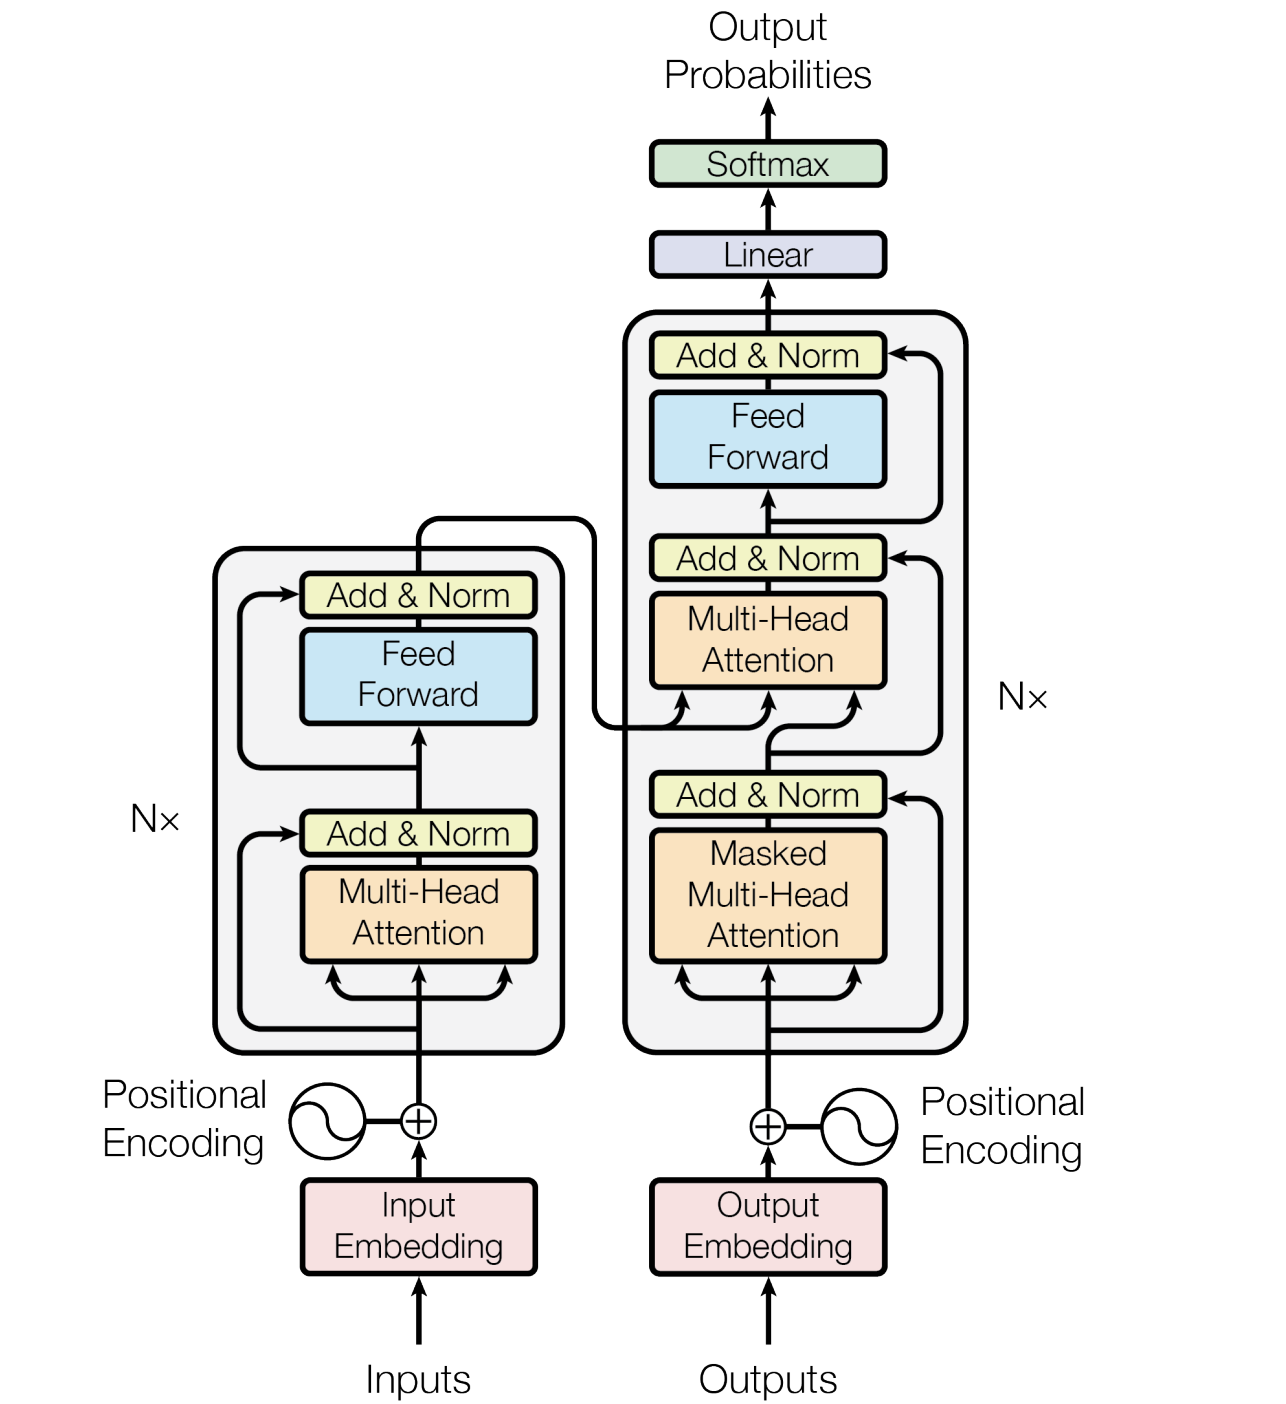 Output
Probabilities
Softmax
Linear
Add & Norm
Feed
Forward
Add & Norm
Multi-Head
Attention
Nx
Add & Norm
Masked
Multi-Head
Attention
Add & Norm
Feed
Forward
Nx
Add & Norm
Multi-Head
Attention
Positional
Encoding
Positional
Encoding
Input
Embedding
Output
Embedding
Inputs
Outputs